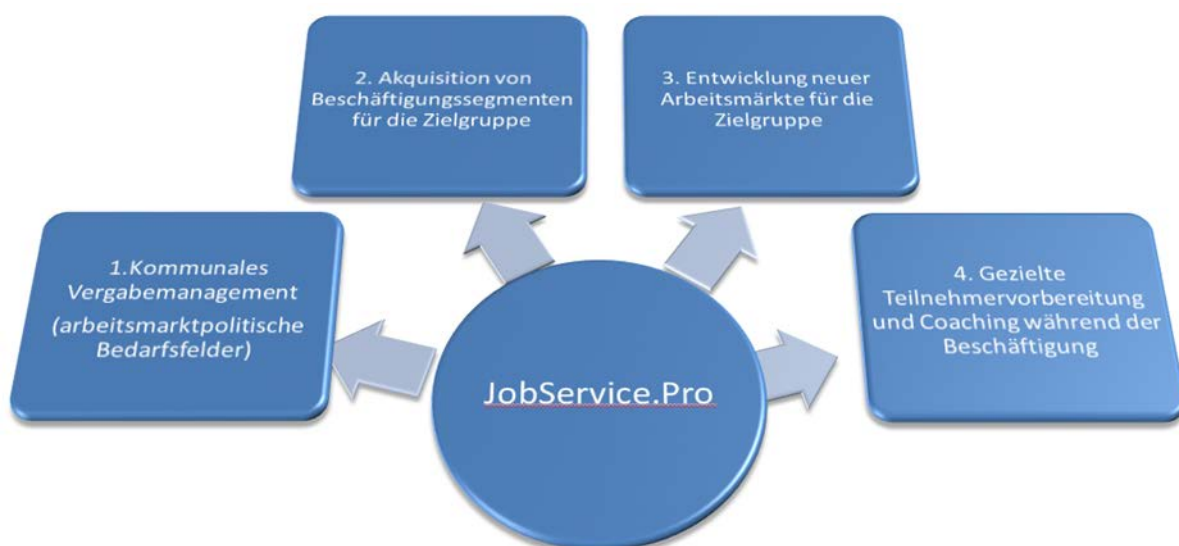 2. Akquisition von
Beschäftigungssegmenten
für die Zielgruppe
3. Entwicklung neuer
Arbeitsmärkte für die
Zielgruppe
1.Kommunales
Vergabemanagement
(arbeitsmarktpolitische
Bedarfsfelder)
4. Gezielte
Teilnehmervorbereitung
und Coaching während der
Beschäftigung
JobService.Pro